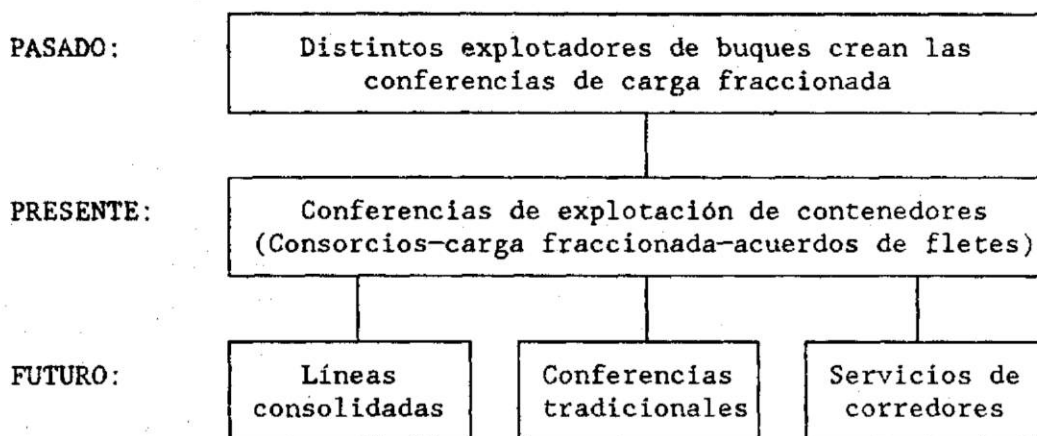 PASADO:
Distintos explotadores de buques crean las
conferencias de carga fraccionada
PRESENTE:
Conferencias de explotación de contenedores
(Consorcios-carga fraccionada-acuerdos de fletes)
FUTURO:
Líneas
consolidadas
Conferencias
tradicionales
Servicios de
corredores